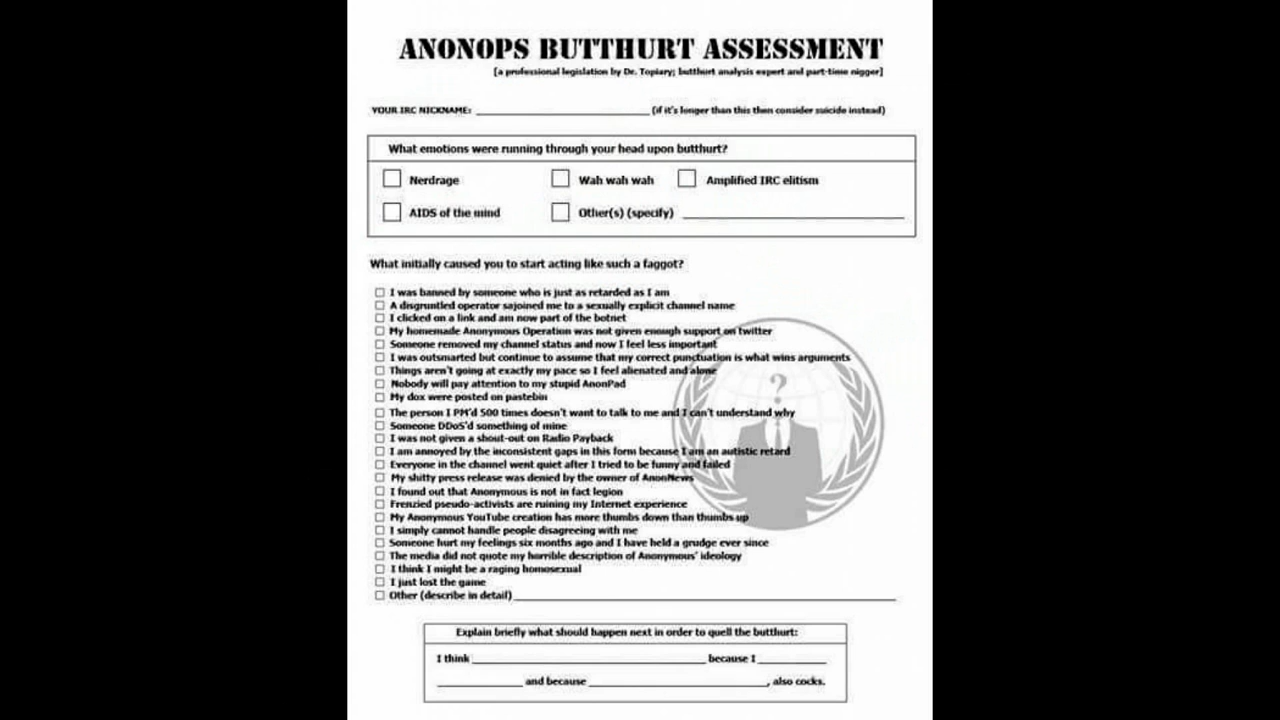 ANONOPS BUTTHURT ASSESSMENT
[a professional legislation by Dr. Topiary; butthurt analysis expert and part-time nigger]
YOUR IRC NICKNAME: (if it's longer than this then consider suicide instead)
What emotions were running through your head upon butthurt?
Nerdrage Wah wah wah Amplified IRC elitism
AIDS of the mind Other(s) (specify)
What initially caused you to start acting like such a faggot?
I was banned by someone who is just as retarded as I am
A disgruntled operator sajoined me to a sexually explicit channel name
I clicked on a link and am now part of the botnet
My homemade Anonymous Operation was not given enough support on twitter
Someone removed my channel status and now I feel less important
I was outsmarted but continue to assume that my correct punctuation is what wins arguments
Things aren't going at exactly my pace so I feel alienated and alone
Nobody will pay attention to my stupid AnonPad
My dox were posted on pastebin
The person I PM'd 500 times doesn't want to talk to me and I can't understand why
Someone DDoS'd something of mine
I was not given a shout-out on Radio Payback
I am annoyed by the inconsistent gaps in this form because I am an autistic retard
Everyone in the channel went quiet after I tried to be funny and failed
My shitty press release was denied by the owner of AnonNews
I found out that Anonymous is not in fact legion
Frenzied pseudo-activists are ruining my Internet experience
My Anonymous YouTube creation has more thumbs down than thumbs up
I simply cannot handle people disagreeing with me
Someone hurt my feelings six months ago and I have held a grudge ever since
The media did not quote my horrible description of Anonymous' ideology
I think I might be a raging homosexual
I just lost the game
Other (describe in detail)
Explain briefly what should happen next in order to quell the butthurt:
I think because I
and because , also cocks.
?